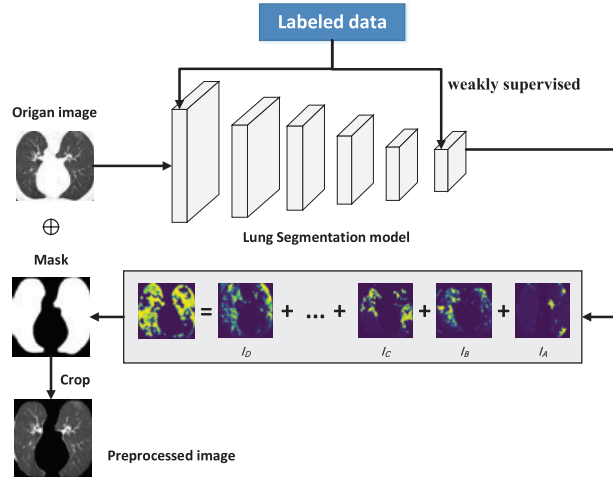 Labeled data
weakly supervised
Origan image
⊕
Lung Segmentation model
Mask
= + ... + + +
I_D I_C I_B I_A
Crop
Preprocessed image